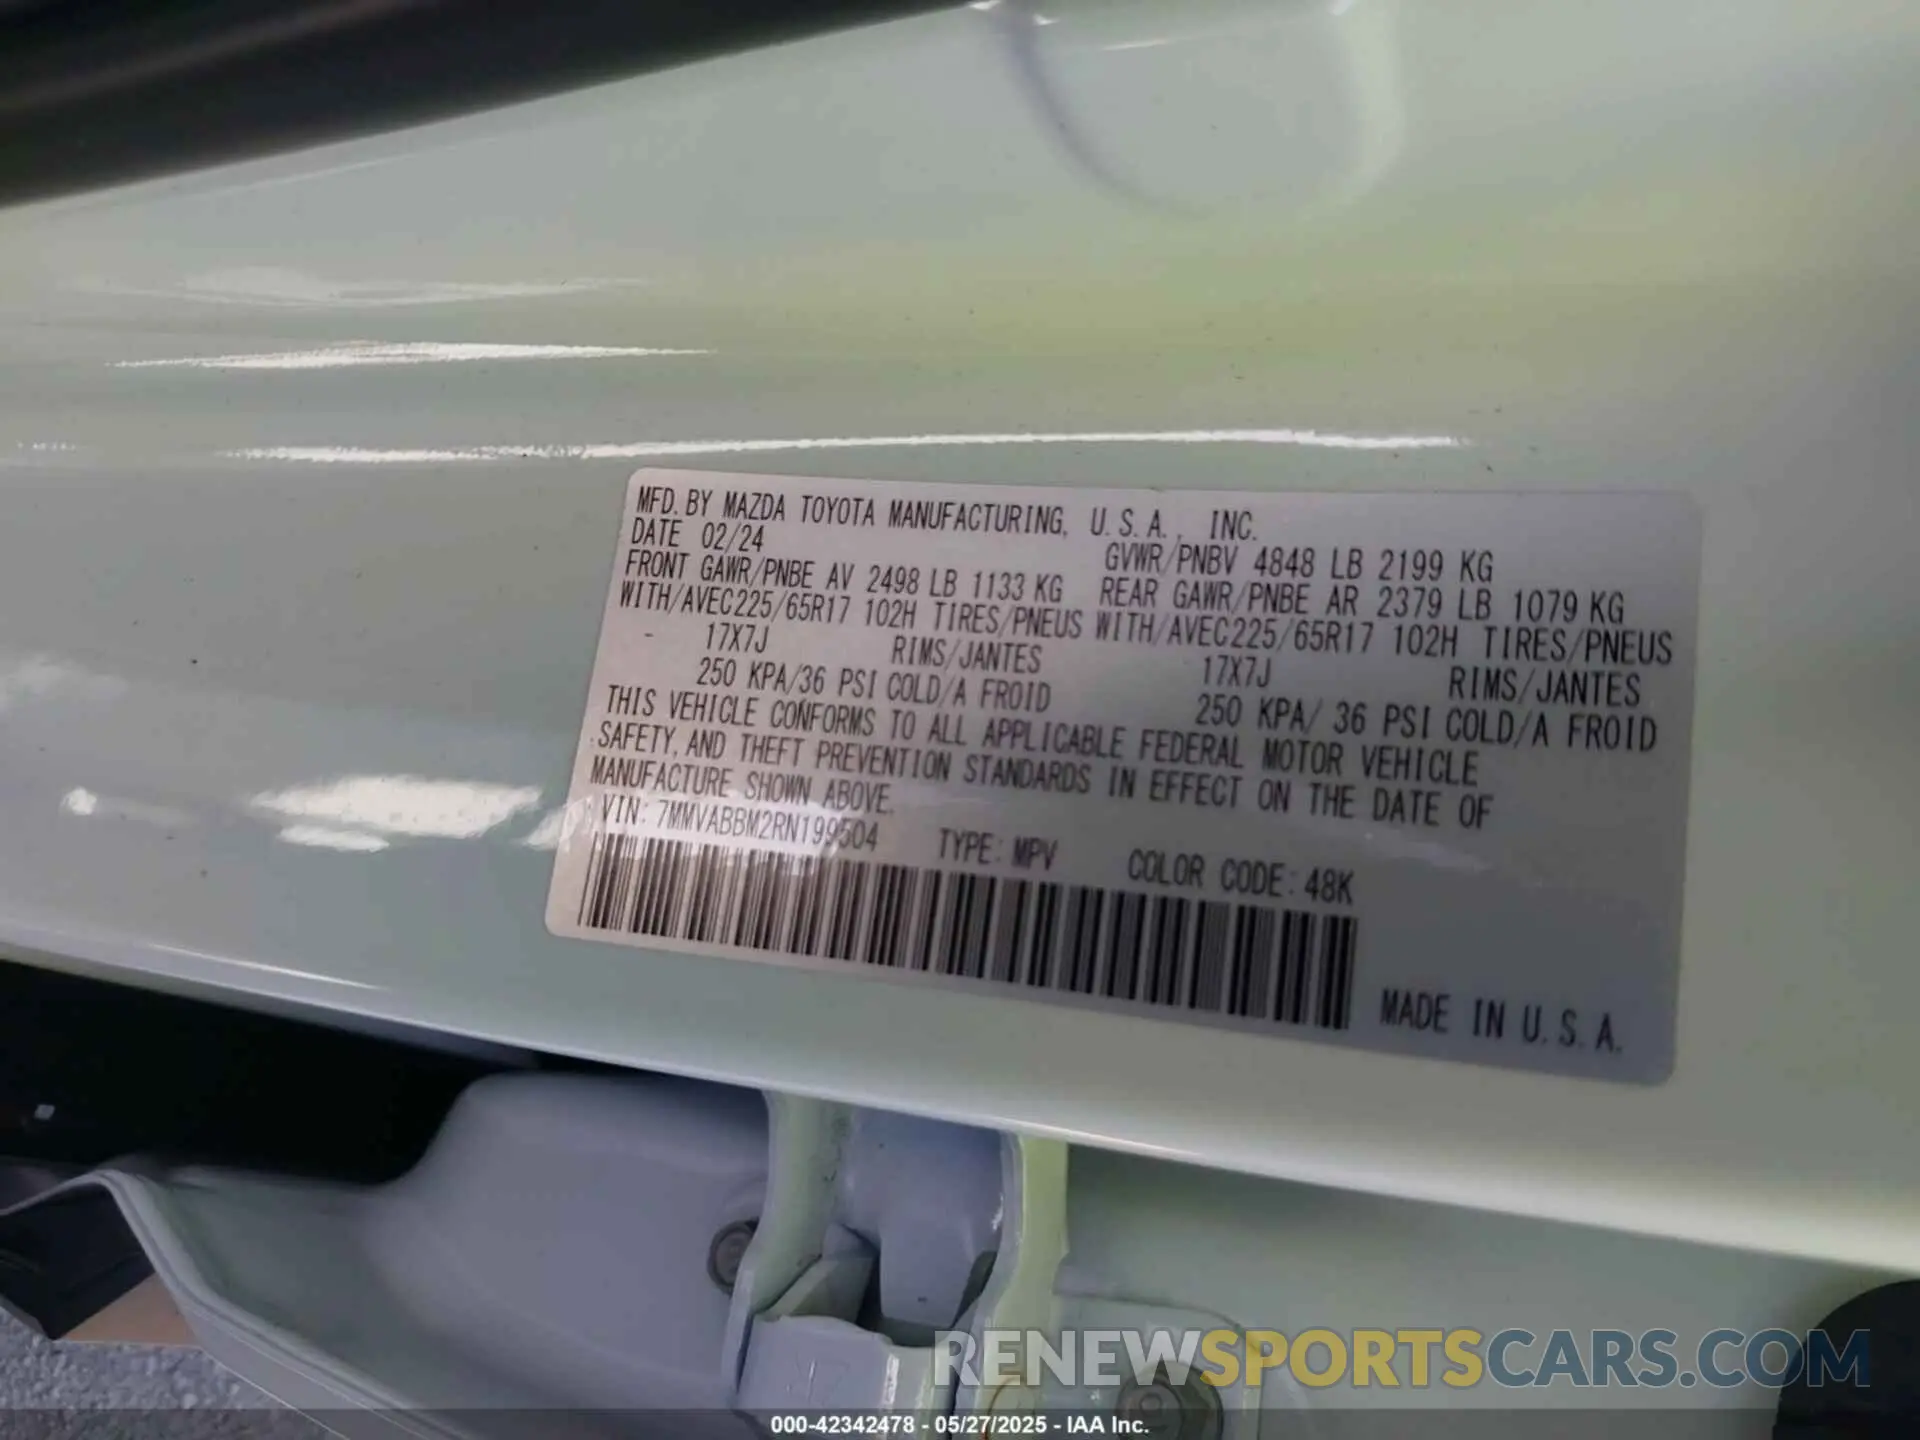 MFD. BY MAZDA TOYOTA MANUFACTURING, U.S.A., INC.
DATE 02/24 GVWR/PNBV 4848 LB 2199 KG
FRONT GAWR/PNBE AV 2498 LB 1133 KG REAR GAWR/PNBE AR 2379 LB 1079 KG
WITH/AVEC225/65R17 102H TIRES/PNEUS WITH/AVEC225/65R17 102H TIRES/PNEUS
- 17X7J RIMS/JANTES 17X7J RIMS/JANTES
250 KPA/36 PSI COLD/A FROID 250 KPA/ 36 PSI COLD/A FROID
THIS VEHICLE CONFORMS TO ALL APPLICABLE FEDERAL MOTOR VEHICLE
SAFETY, AND THEFT PREVENTION STANDARDS IN EFFECT ON THE DATE OF
MANUFACTURE SHOWN ABOVE.
VIN: 7MMVABBM2RN199504 TYPE: MPV COLOR CODE: 48K
MADE IN U.S.A.
RENEWSPORTSCARS.COM
000-42342478 - 05/27/2025 - IAA Inc.